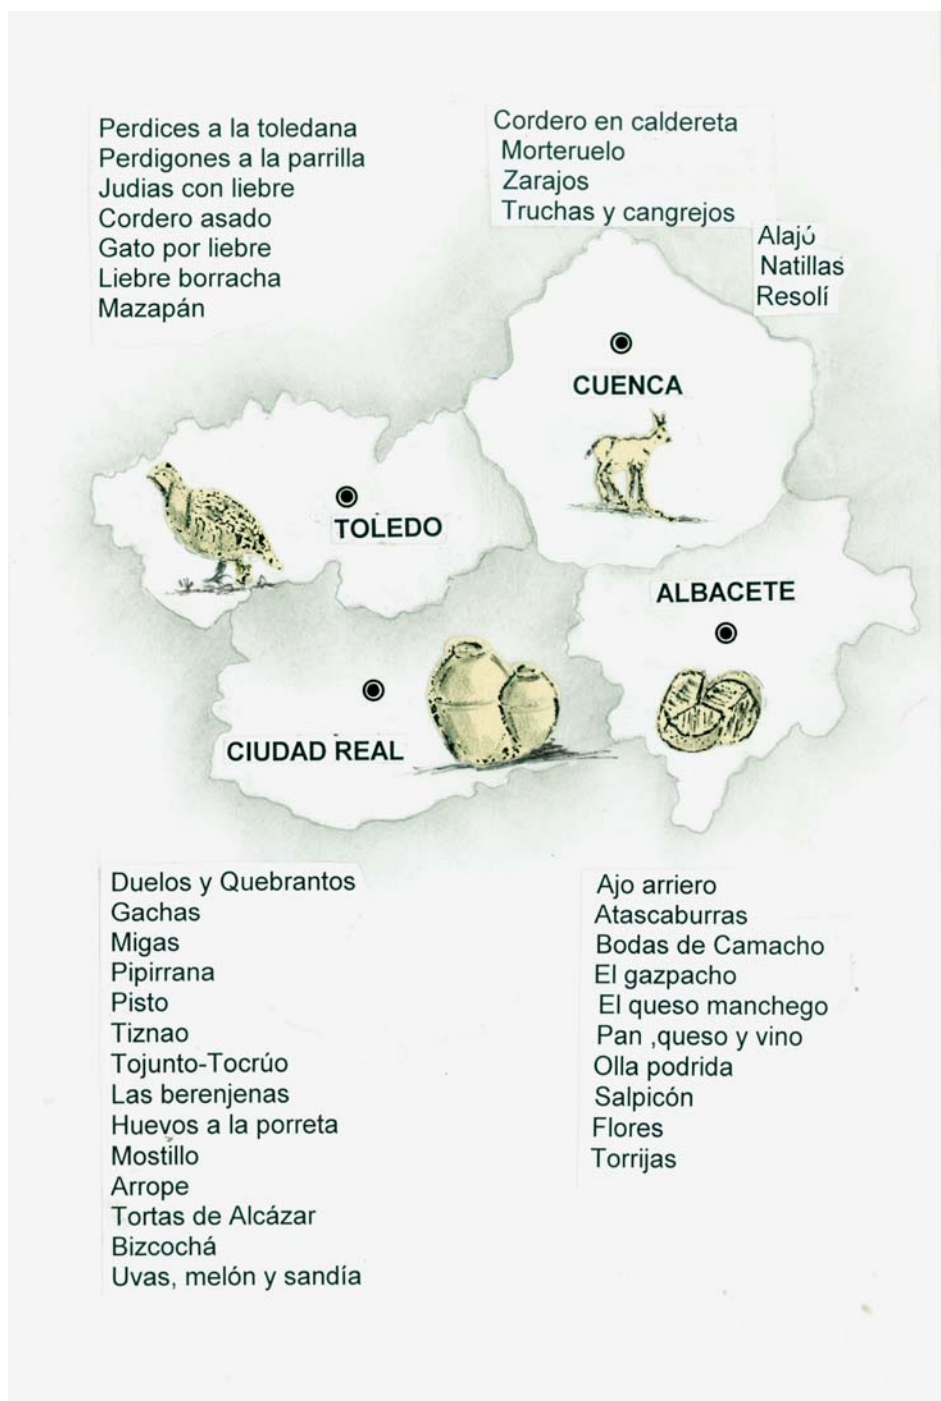 Perdices a la toledana
Perdigones a la parrilla
Judias con liebre
Cordero asado
Gato por liebre
Liebre borracha
Mazapán
Cordero en caldereta
Morteruelo
Zarajos
Truchas y cangrejos
Alajú
Natillas
Resolí
CUENCA
TOLEDO
ALBACETE
CIUDAD REAL
Duelos y Quebrantos
Gachas
Migas
Pipirrana
Pisto
Tiznao
Tojunto-Tocrúo
Las berenjenas
Huevos a la porreta
Mostillo
Arrope
Tortas de Alcázar
Bizcochá
Uvas, melón y sandía
Ajo arriero
Atascaburras
Bodas de Camacho
El gazpacho
El queso manchego
Pan ,queso y vino
Olla podrida
Salpicón
Flores
Torrijas